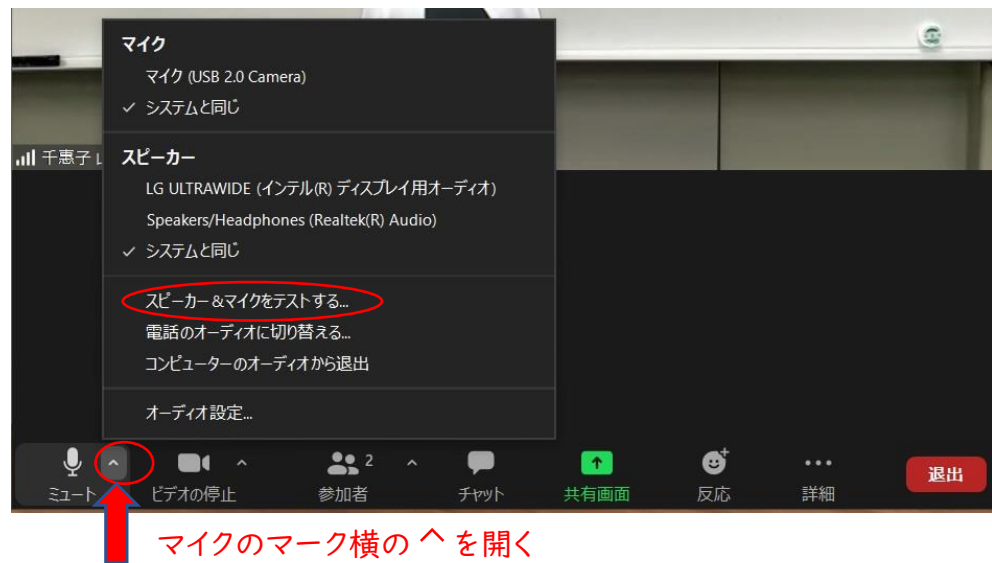 マイク
マイク (USB 2.0 Camera)
✓ システムと同じ
スピーカー
LG ULTRAWIDE (インテル(R) ディスプレイ用オーディオ)
Speakers/Headphones (Realtek(R) Audio)
✓ システムと同じ
スピーカー&マイクをテストする...
電話のオーディオに切り替える...
コンピューターのオーディオから退出
オーディオ設定...
千惠子
2
ミュート ビデオの停止 参加者 チャット 共有画面 反応 詳細 退出
マイクのマーク横の ^ を開く